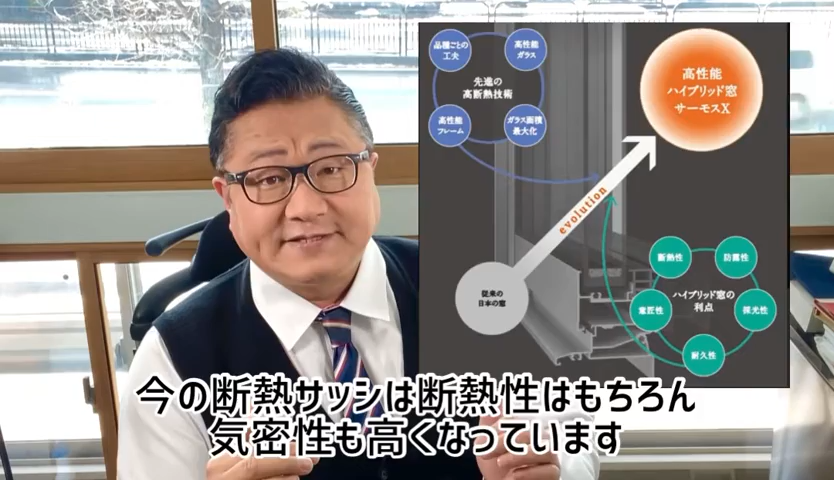 品種ごとの
工夫
高性能
ガラス
先進の
高断熱技術
高性能
フレーム
ガラス面積
最大化
高性能
ハイブリッド窓
サーモスX
evolution
従来の
日本の窓
断熱性
防露性
ハイブリッド窓の
利点
意匠性
採光性
耐久性
今の断熱サッシは断熱性はもちろん
気密性も高くなっています